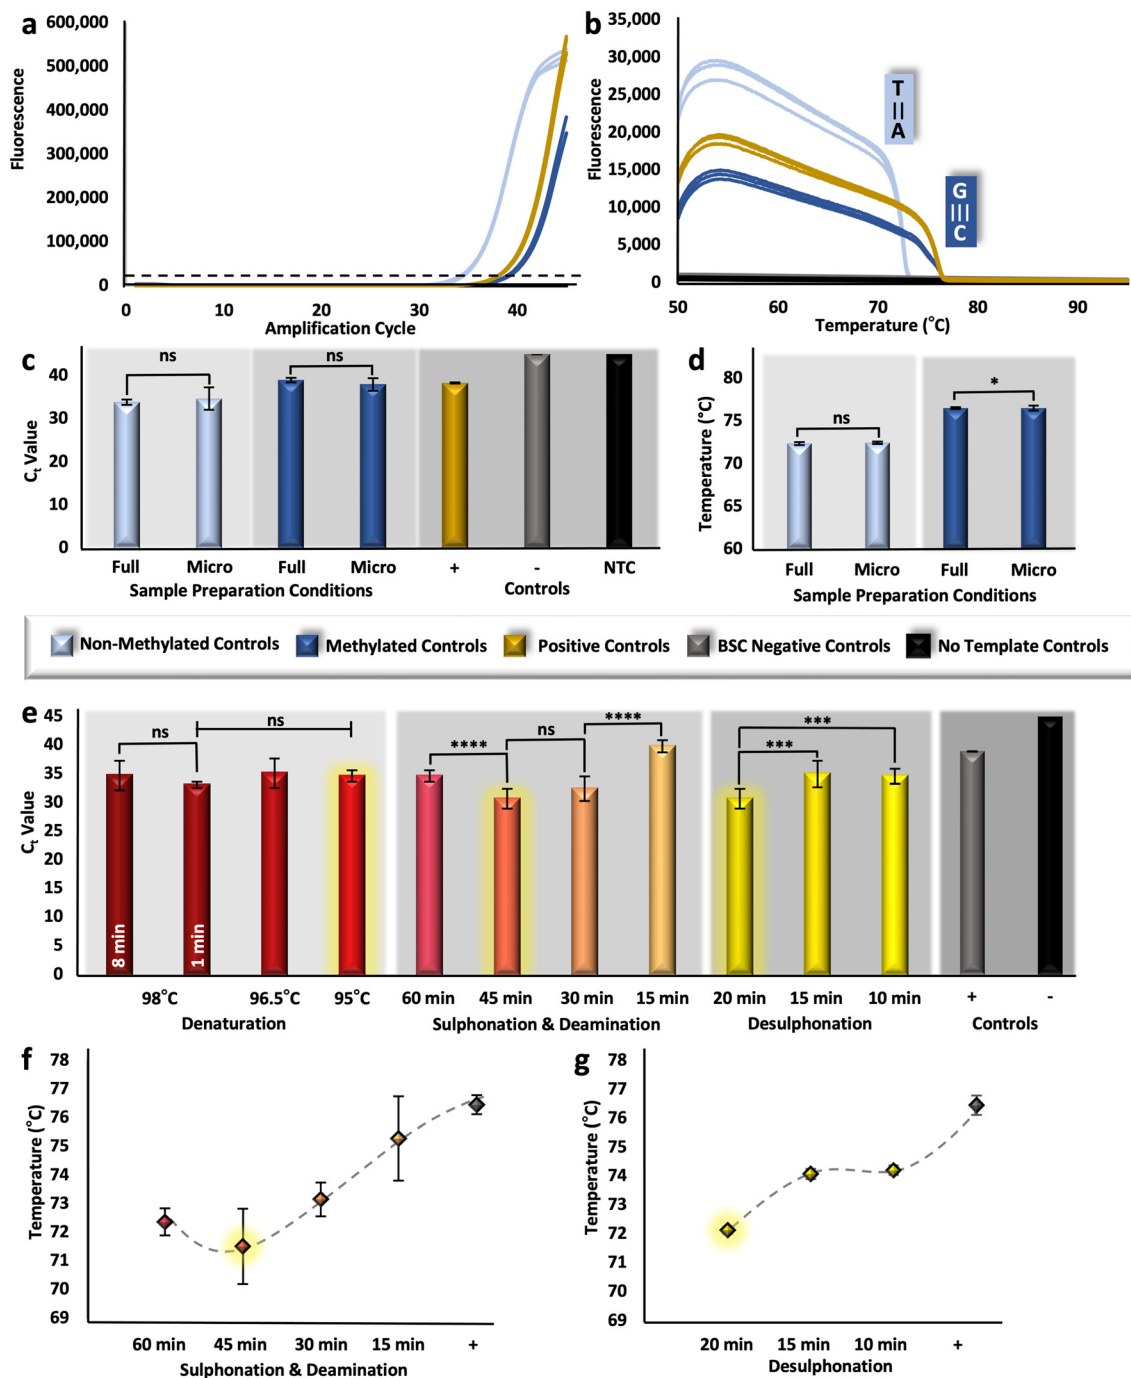 a
600,000
500,000
400,000
300,000
200,000
100,000
0
Fluorescence
0 10 20 30 40
Amplification Cycle
b
35,000
30,000
25,000
20,000
15,000
10,000
5,000
0
Fluorescence
T
A
G
C
50 60 70 80 90
Temperature (°C)
c
40
30
20
10
0
Ct Value
ns
ns
Full Micro Full Micro + - NTC
Sample Preparation Conditions Controls
d
80
75
70
65
60
Temperature (°C)
ns
*
Full Micro Full Micro
Sample Preparation Conditions
Non-Methylated Controls Methylated Controls Positive Controls BSC Negative Controls No Template Controls
e
45
40
35
30
25
20
15
10
5
0
Ct Value
ns
ns
****
ns
****
***
***
8 min
1 min
98°C 96.5°C 95°C 60 min 45 min 30 min 15 min 20 min 15 min 10 min + -
Denaturation Sulphonation & Deamination Desulphonation Controls
f
78
77
76
75
74
73
72
71
70
69
Temperature (°C)
60 min 45 min 30 min 15 min +
Sulphonation & Deamination
g
78
77
76
75
74
73
72
71
70
69
Temperature (°C)
20 min 15 min 10 min +
Desulphonation